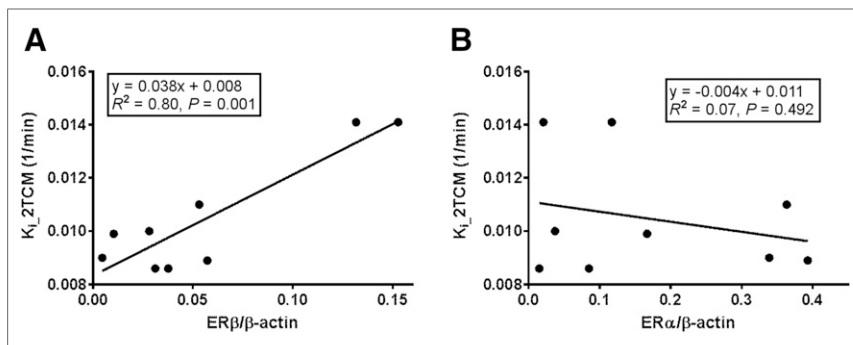 A
y = 0.038x + 0.008
R² = 0.80, P = 0.001
0.016
0.014
0.012
0.010
0.008
0.00
0.05
0.10
0.15
K_i_2TCM (1/min)
ERβ/β-actin
B
y = -0.004x + 0.011
R² = 0.07, P = 0.492
0.016
0.014
0.012
0.010
0.008
0.0
0.1
0.2
0.3
0.4
K_i_2TCM (1/min)
ERα/β-actin